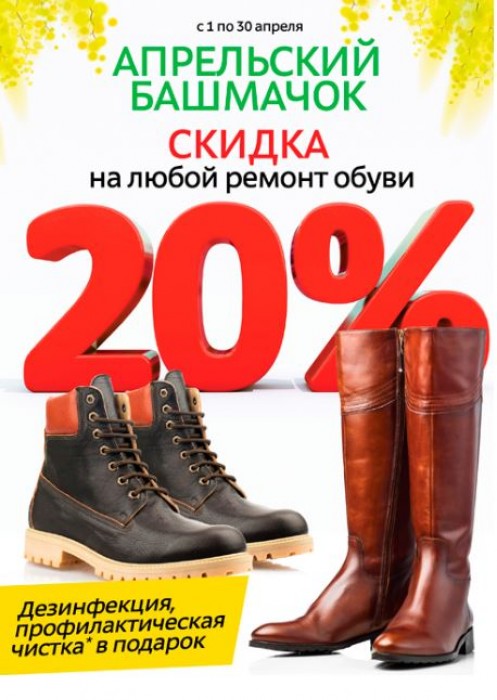 с 1 по 30 апреля
АПРЕЛЬСКИЙ
БАШМАЧОК
СКИДКА
на любой ремонт обуви
20%
Дезинфекция,
профилактическая
чистка* в подарок